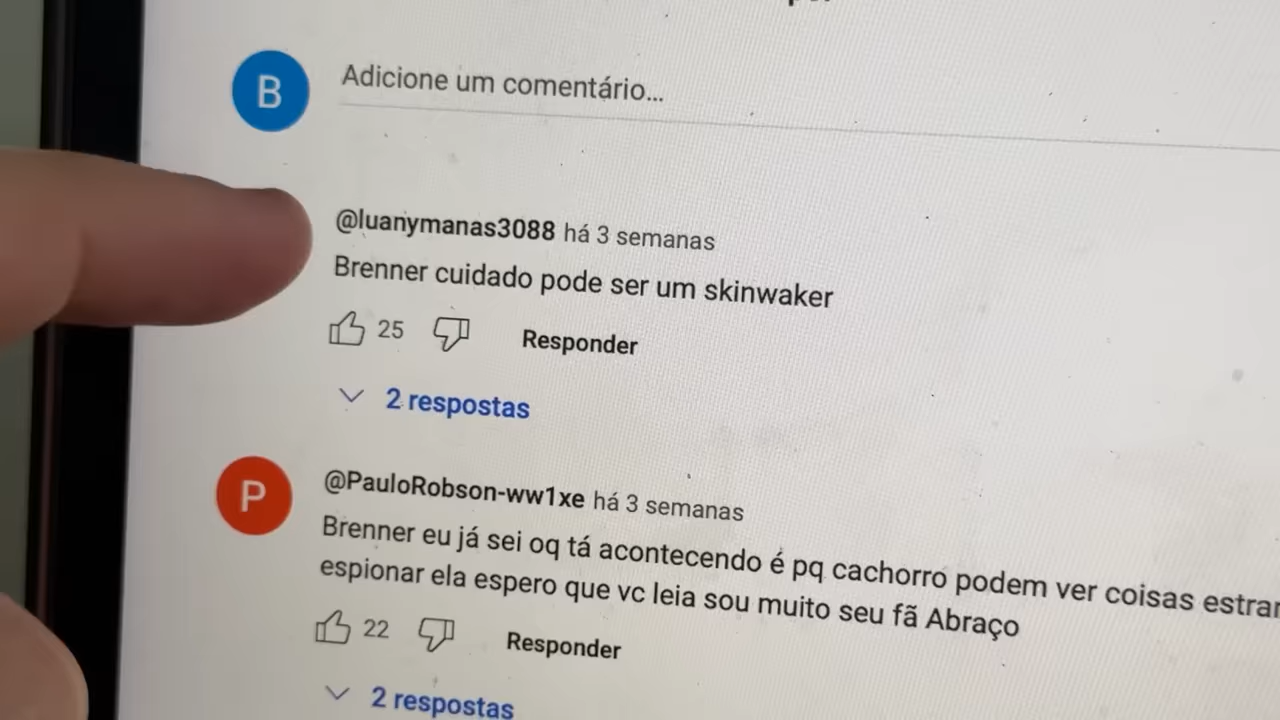 B
Adicione um comentário...
@luanymanas3088 há 3 semanas
Brenner cuidado pode ser um skinwaker
25 Responder
2 respostas
P
@PauloRobson-ww1xe há 3 semanas
Brenner eu já sei oq tá acontecendo é pq cachorro podem ver coisas
espionar ela espero que vc leia sou muito seu fã Abraço
22 Responder
2 respostas